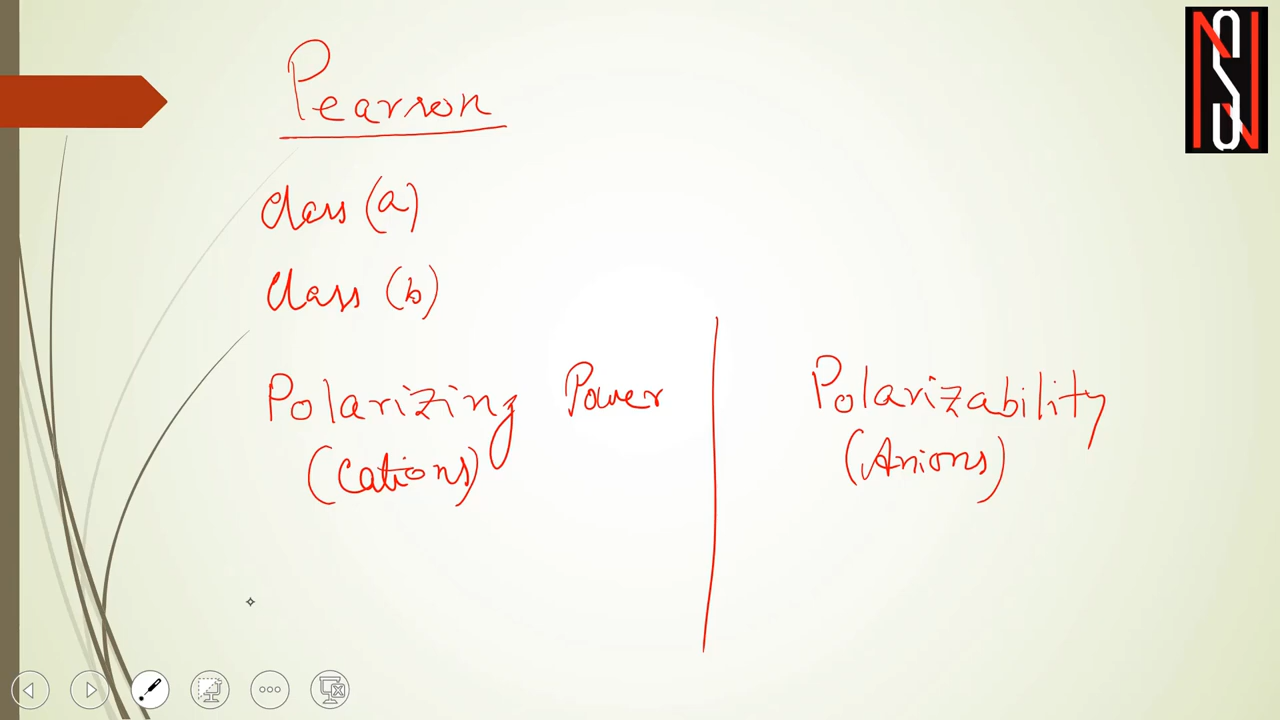 Pearson
class (a)
class (b)
Polarizing Power
(Cations)
Polarizability
(Anions)